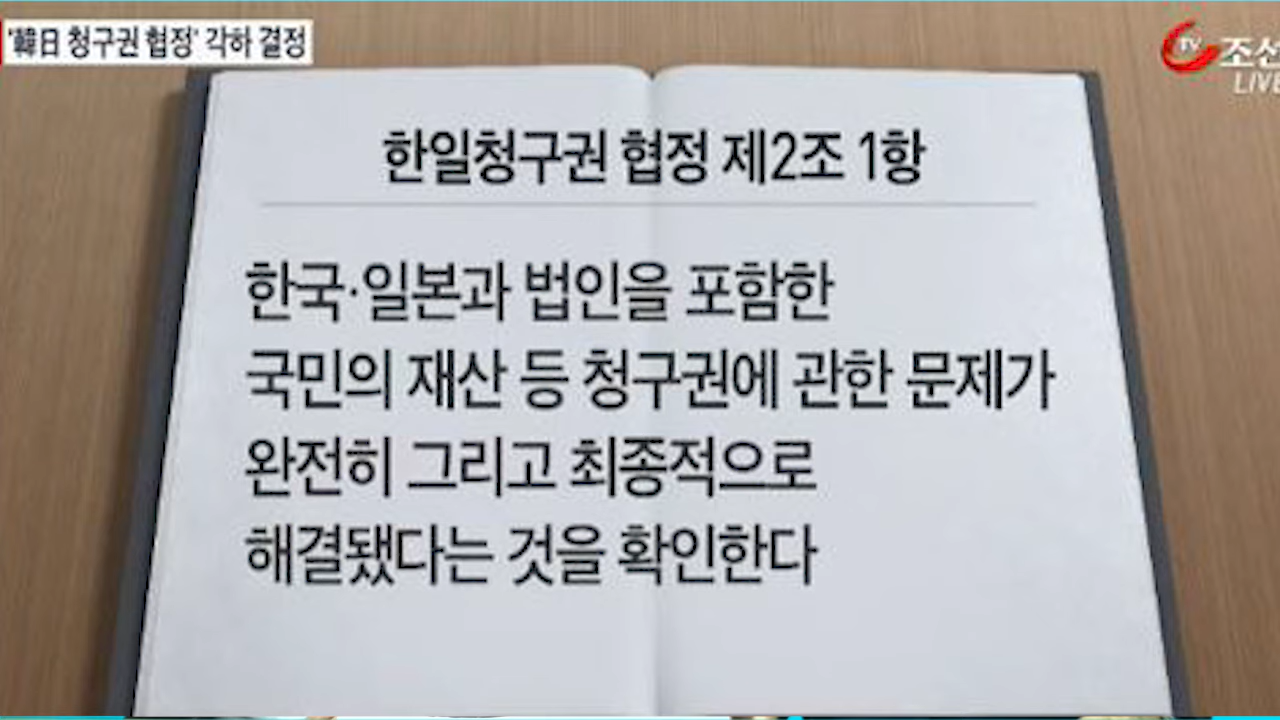 '韓日 청구권 협정' 각하 결정
TV 조선
LIVE
한일청구권 협정 제2조 1항
한국·일본과 법인을 포함한
국민의 재산 등 청구권에 관한 문제가
완전히 그리고 최종적으로
해결됐다는 것을 확인한다